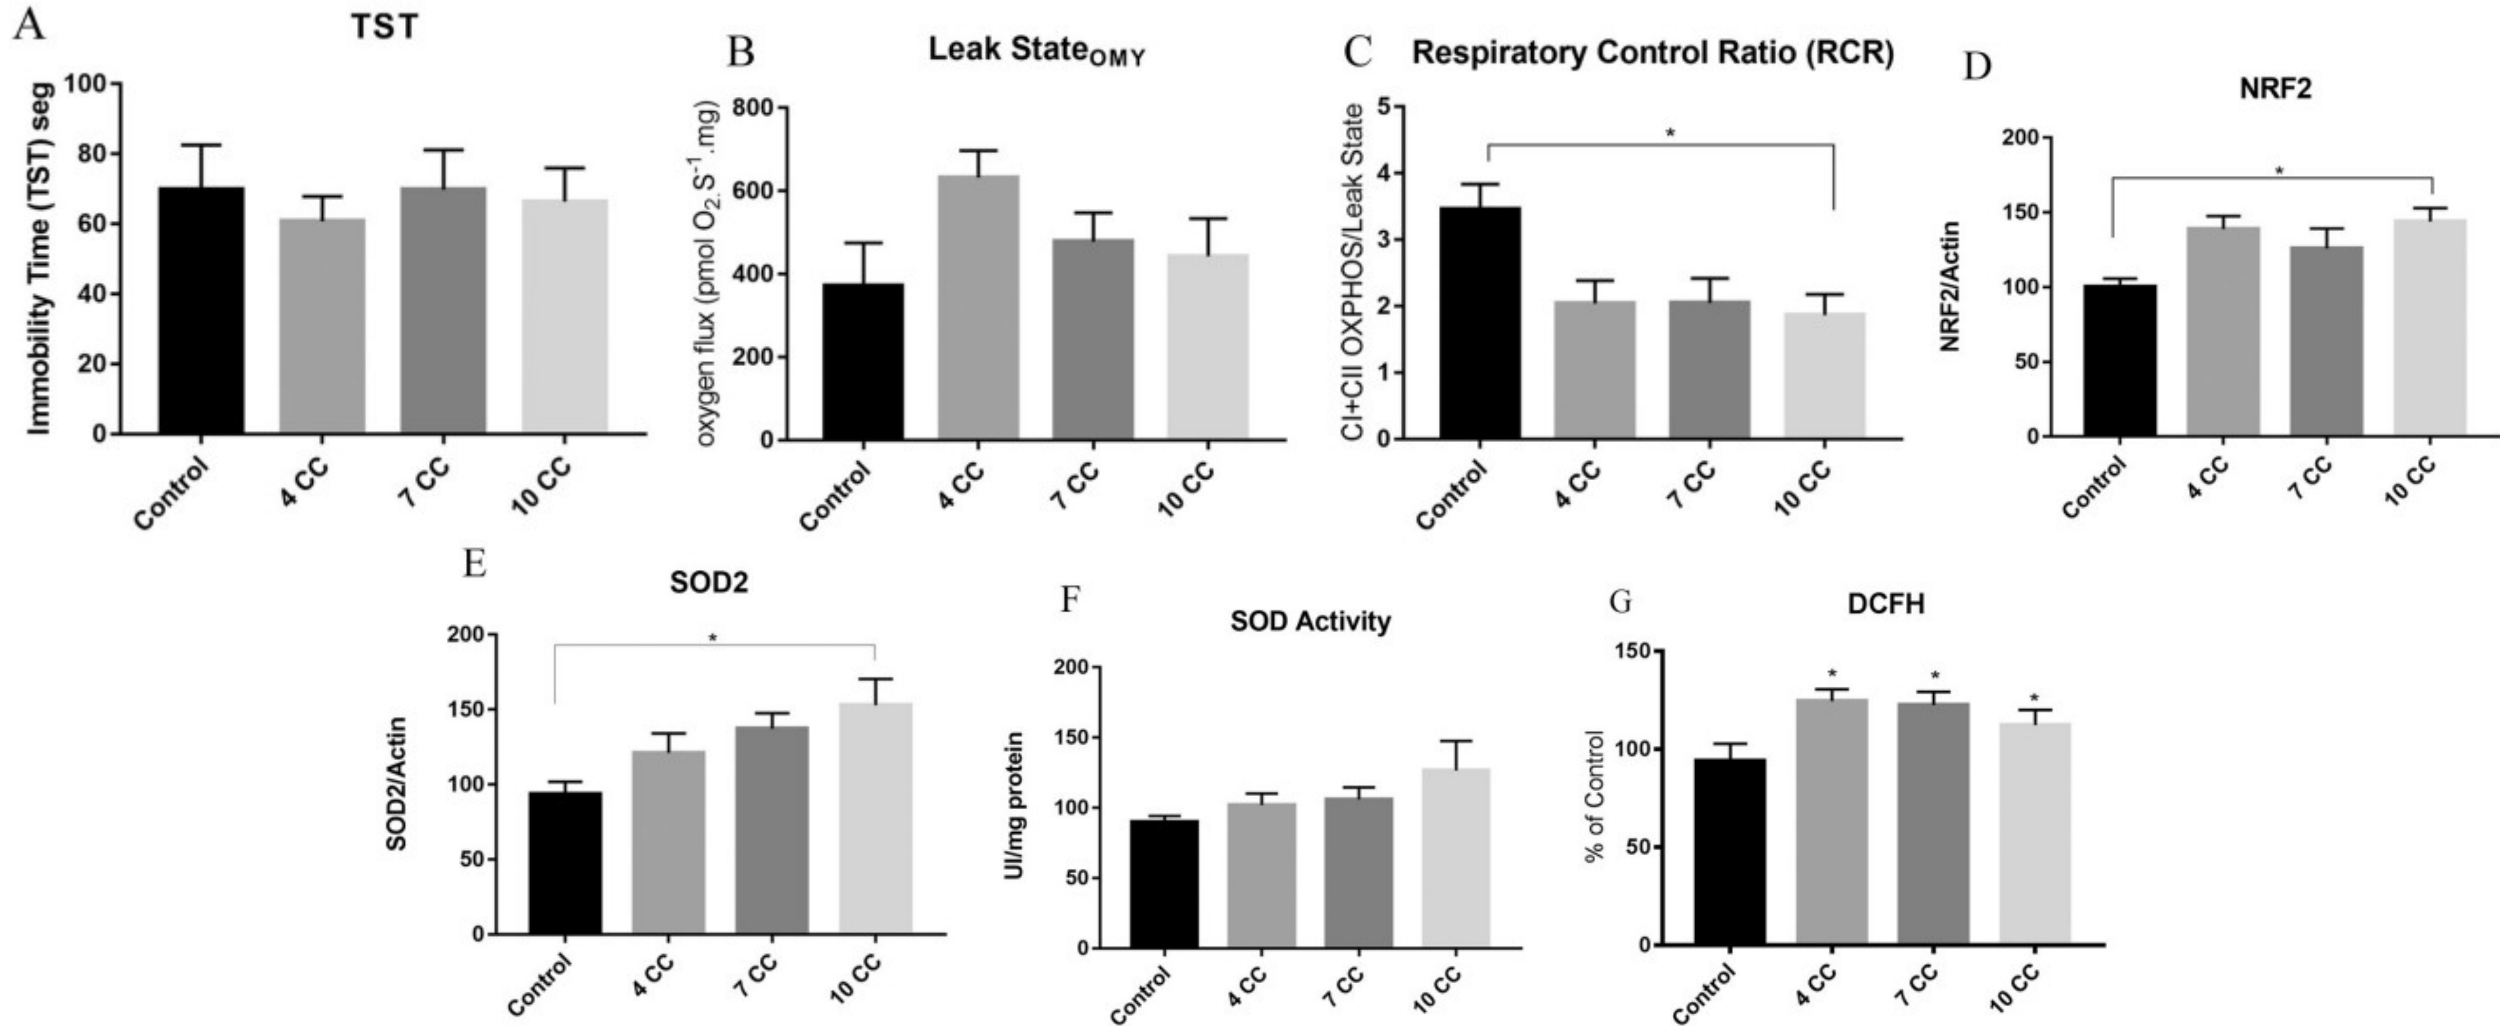 A
TST
Immobility Time (TST) seg
100
80
60
40
20
0
Control
4 CC
7 CC
10 CC
B
Leak StateOMY
oxygen flux (pmol O2.S-1.mg)
800
600
400
200
0
Control
4 CC
7 CC
10 CC
C
Respiratory Control Ratio (RCR)
CI+CII OXPHOS/Leak State
5
4
3
2
1
0
*
Control
4 CC
7 CC
10 CC
D
NRF2
NRF2/Actin
200
150
100
50
0
*
Control
4 CC
7 CC
10 CC
E
SOD2
SOD2/Actin
200
150
100
50
0
*
Control
4 CC
7 CC
10 CC
F
SOD Activity
UI/mg protein
200
150
100
50
0
Control
4 CC
7 CC
10 CC
G
DCFH
% of Control
150
100
50
0
*
*
*
Control
4 CC
7 CC
10 CC